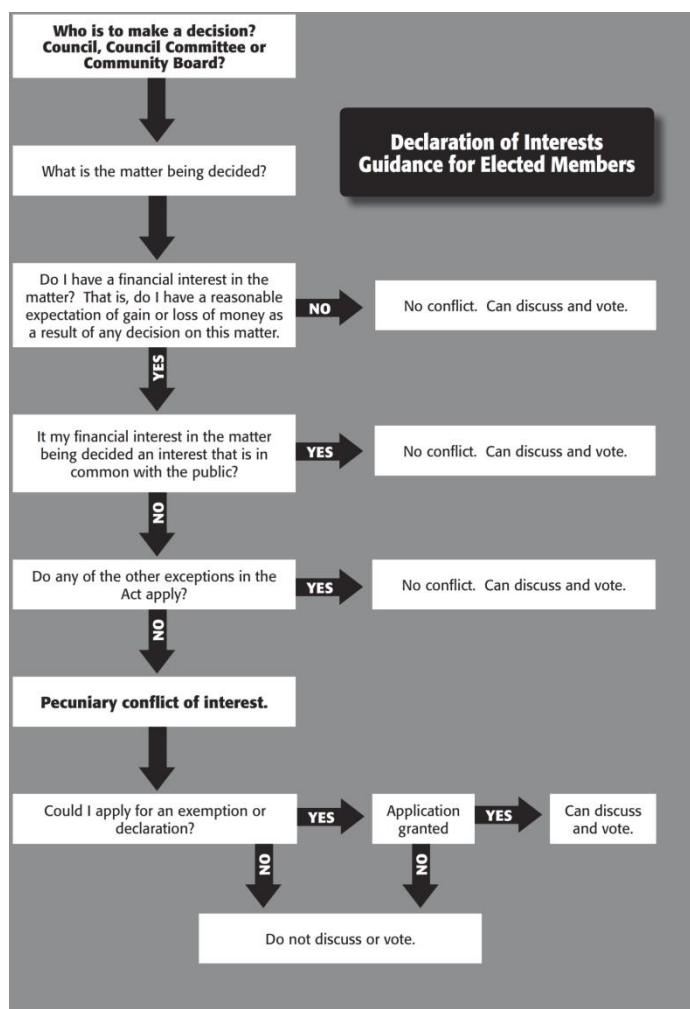 Who is to make a decision?
Council, Council Committee or
Community Board?
Declaration of Interests
Guidance for Elected Members
What is the matter being decided?
Do I have a financial interest in the
matter? That is, do I have a reasonable
expectation of gain or loss of money as
a result of any decision on this matter.
NO
No conflict. Can discuss and vote.
YES
It my financial interest in the matter
being decided an interest that is in
common with the public?
YES
No conflict. Can discuss and vote.
NO
Do any of the other exceptions in the
Act apply?
YES
No conflict. Can discuss and vote.
NO
Pecuniary conflict of interest.
Could I apply for an exemption or
declaration?
YES
Application
granted
YES
Can discuss
and vote.
NO
NO
Do not discuss or vote.